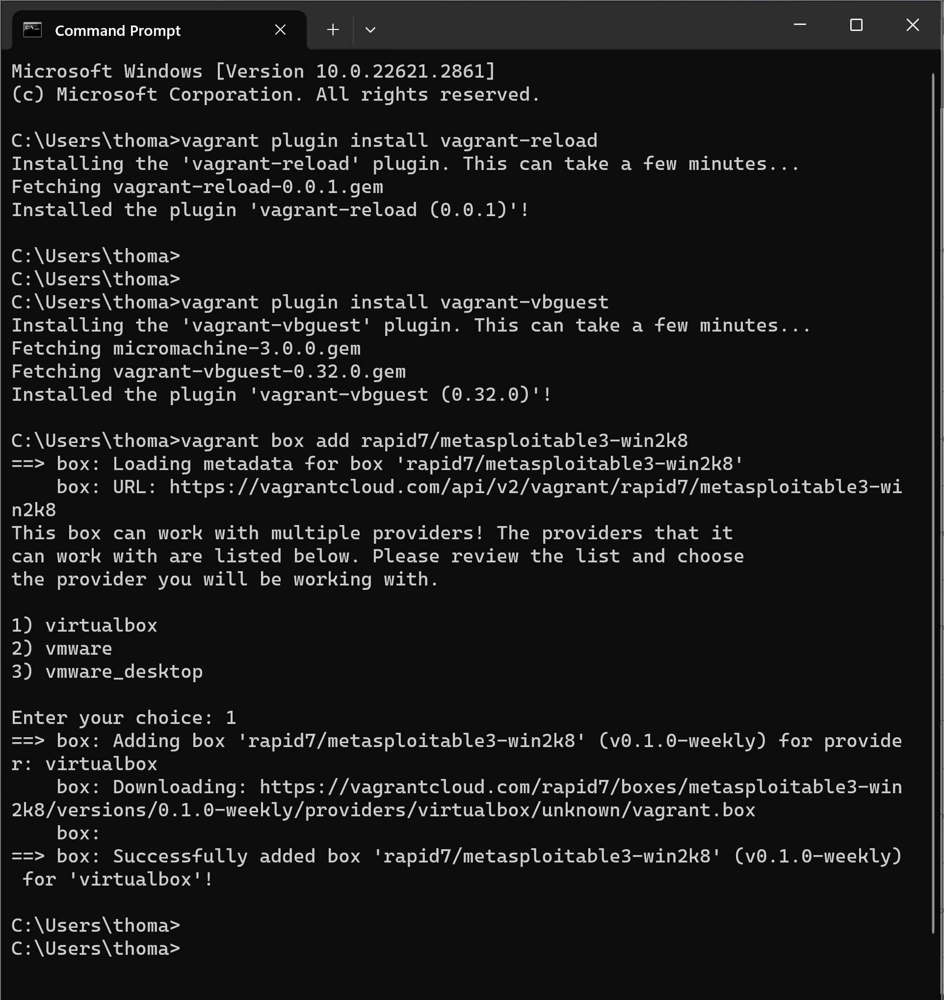 Command Prompt
Microsoft Windows [Version 10.0.22621.2861]
(c) Microsoft Corporation. All rights reserved.
C:\Users\thoma>vagrant plugin install vagrant-reload
Installing the 'vagrant-reload' plugin. This can take a few minutes...
Fetching vagrant-reload-0.0.1.gem
Installed the plugin 'vagrant-reload (0.0.1)'!
C:\Users\thoma>
C:\Users\thoma>
C:\Users\thoma>vagrant plugin install vagrant-vbguest
Installing the 'vagrant-vbguest' plugin. This can take a few minutes...
Fetching micromachine-3.0.0.gem
Fetching vagrant-vbguest-0.32.0.gem
Installed the plugin 'vagrant-vbguest (0.32.0)'!
C:\Users\thoma>vagrant box add rapid7/metasploitable3-win2k8
==> box: Loading metadata for box 'rapid7/metasploitable3-win2k8'
    box: URL: https://vagrantcloud.com/api/v2/vagrant/rapid7/metasploitable3-wi
n2k8
This box can work with multiple providers! The providers that it
can work with are listed below. Please review the list and choose
the provider you will be working with.
1) virtualbox
2) vmware
3) vmware_desktop
Enter your choice: 1
==> box: Adding box 'rapid7/metasploitable3-win2k8' (v0.1.0-weekly) for provide
r: virtualbox
    box: Downloading: https://vagrantcloud.com/rapid7/boxes/metasploitable3-win
2k8/versions/0.1.0-weekly/providers/virtualbox/unknown/vagrant.box
    box:
==> box: Successfully added box 'rapid7/metasploitable3-win2k8' (v0.1.0-weekly)
 for 'virtualbox'!
C:\Users\thoma>
C:\Users\thoma>